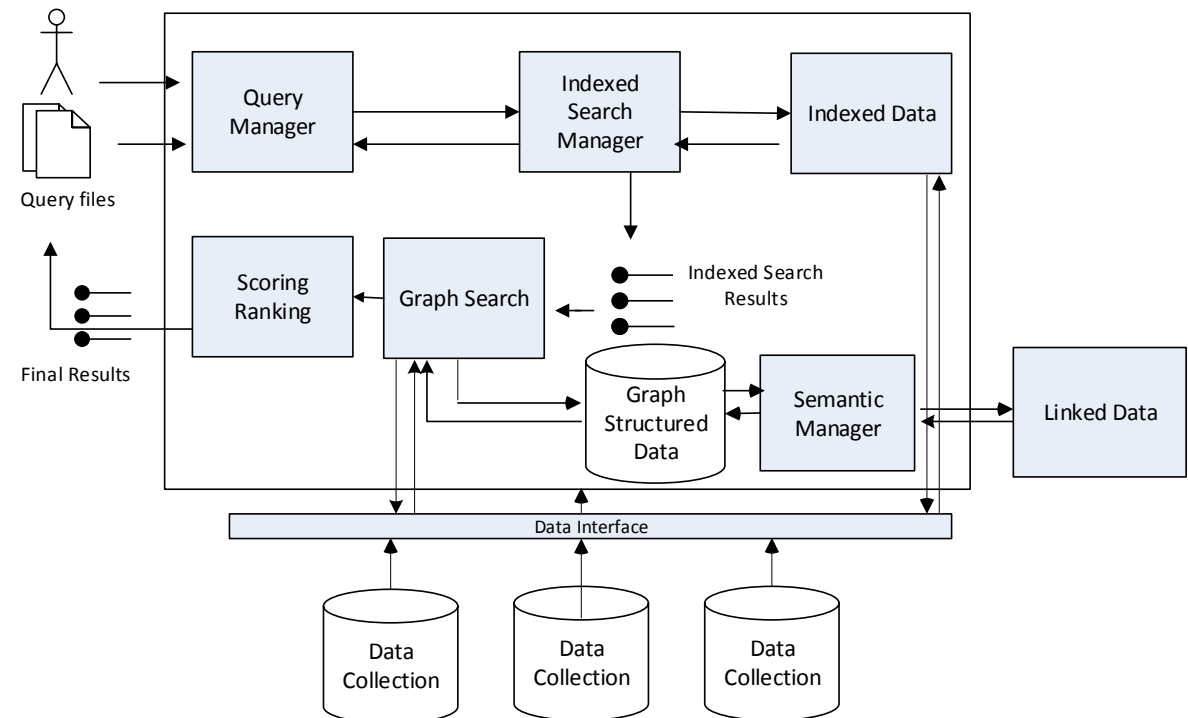 Query
Manager
Indexed
Search
Manager
Indexed Data
Query files
Scoring
Ranking
Graph Search
Indexed Search
Results
Final Results
Graph
Structured
Data
Semantic
Manager
Linked Data
Data Interface
Data
Collection
Data
Collection
Data
Collection